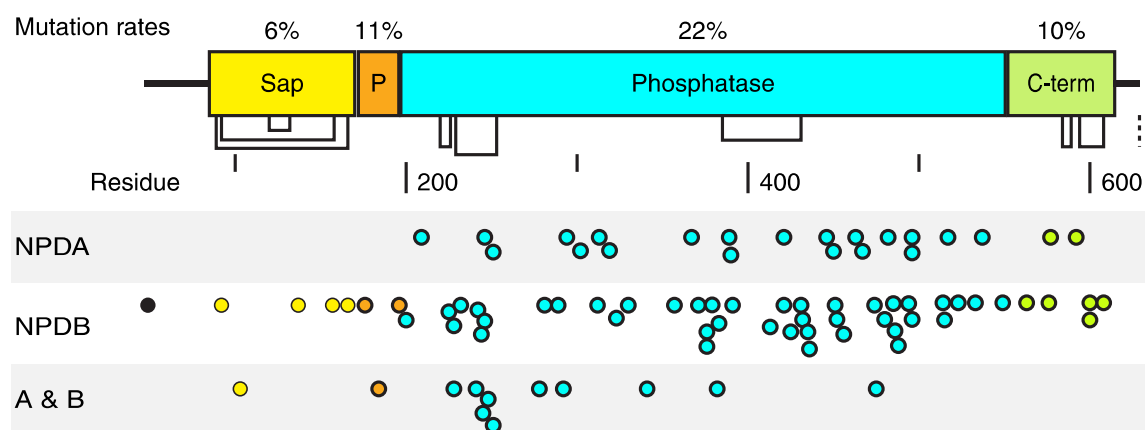 Mutation rates 6% 11% 22% 10%
Sap P Phosphatase C-term
Residue 200 400 600
NPDA
NPDB
A & B